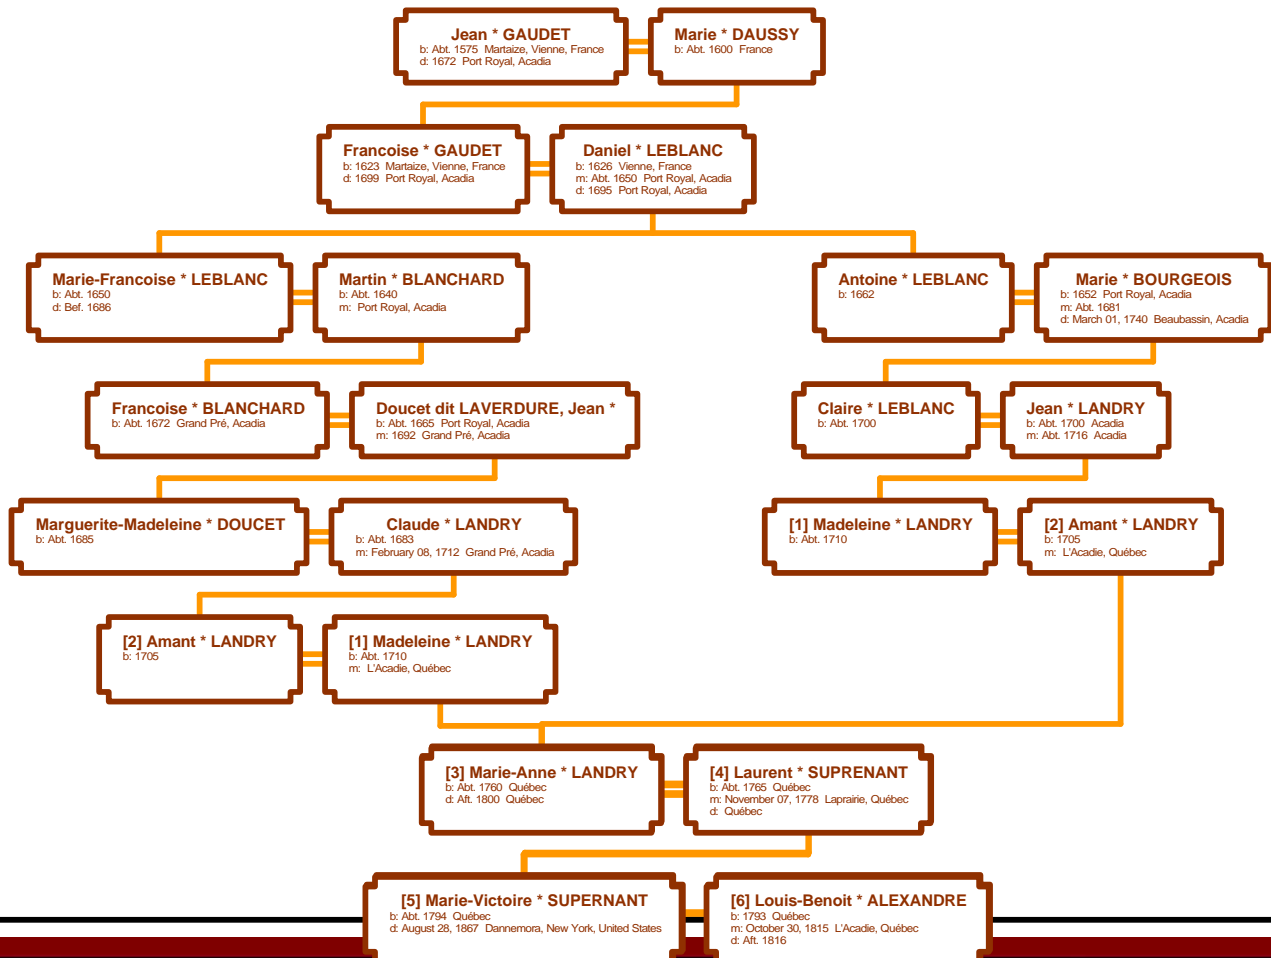 Jean * GAUDET
b: Abt. 1575 Martaize, Vienne, France
d: 1672 Port Royal, Acadia
Marie * DAUSSY
b: Abt. 1600 France
Francoise * GAUDET
b: 1623 Martaize, Vienne, France
d: 1699 Port Royal, Acadia
Daniel * LEBLANC
b: 1626 Vienne, France
m: Abt. 1650 Port Royal, Acadia
d: 1695 Port Royal, Acadia
Marie-Francoise * LEBLANC
b: Abt. 1650
d: Bef. 1686
Martin * BLANCHARD
b: Abt. 1640
m: Port Royal, Acadia
Antoine * LEBLANC
b: 1662
Marie * BOURGEOIS
b: 1652 Port Royal, Acadia
m: Abt. 1681
d: March 01, 1740 Beaubassin, Acadia
Francoise * BLANCHARD
b: Abt. 1672 Grand Pré, Acadia
Doucet dit LAVERDURE, Jean *
b: Abt. 1665 Port Royal, Acadia
m: 1692 Grand Pré, Acadia
Claire * LEBLANC
b: Abt. 1700
Jean * LANDRY
b: Abt. 1700 Acadia
m: Abt. 1716 Acadia
Marguerite-Madeleine * DOUCET
b: Abt. 1685
Claude * LANDRY
b: Abt. 1683
m: February 08, 1712 Grand Pré, Acadia
[1] Madeleine * LANDRY
b: Abt. 1710
[2] Amant * LANDRY
b: 1705
m: L'Acadie, Québec
[2] Amant * LANDRY
b: 1705
[1] Madeleine * LANDRY
b: Abt. 1710
m: L'Acadie, Québec
[3] Marie-Anne * LANDRY
b: Abt. 1760 Québec
d: Aft. 1800 Québec
[4] Laurent * SUPRENANT
b: Abt. 1765 Québec
m: November 07, 1778 Laprairie, Québec
d: Québec
[5] Marie-Victoire * SUPERNANT
b: Abt. 1794 Québec
d: August 28, 1867 Dannemora, New York, United States
[6] Louis-Benoit * ALEXANDRE
b: 1793 Québec
m: October 30, 1815 L'Acadie, Québec
d: Aft. 1816